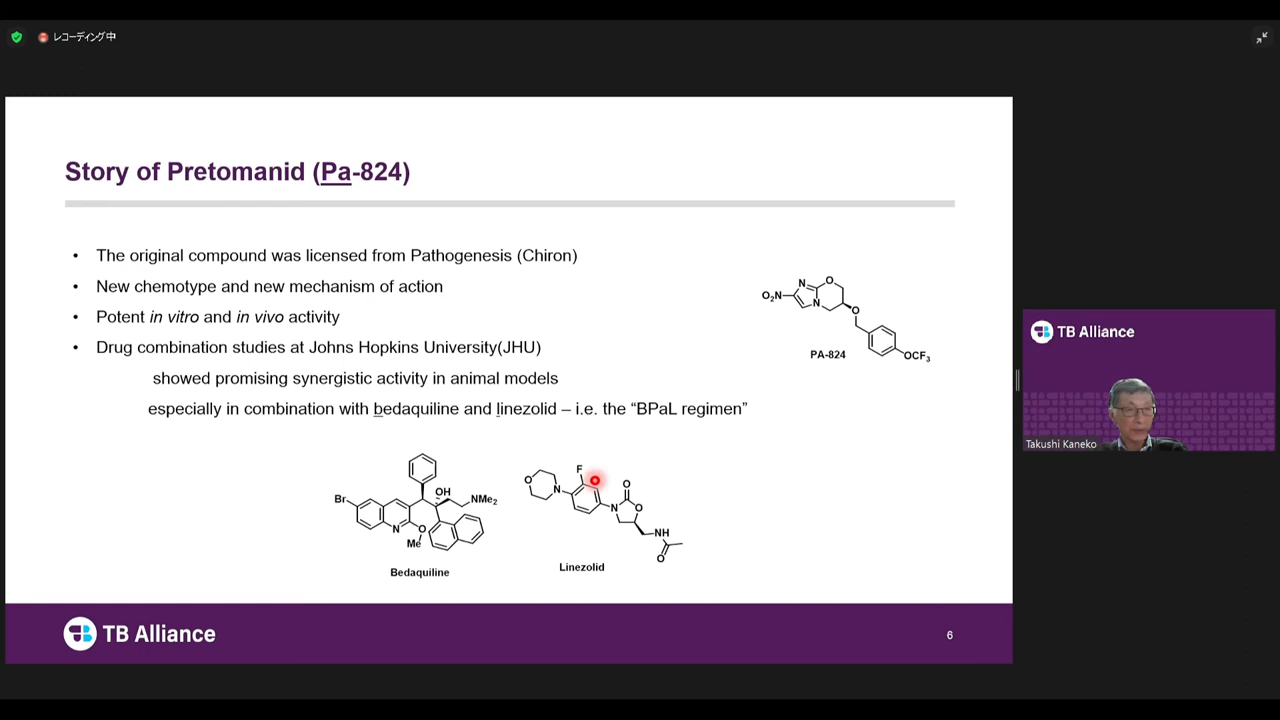 レコーディング中
Story of Pretomanid (Pa-824)
• The original compound was licensed from Pathogenesis (Chiron)
• New chemotype and new mechanism of action
• Potent in vitro and in vivo activity
• Drug combination studies at Johns Hopkins University(JHU)
showed promising synergistic activity in animal models
especially in combination with bedaquiline and linezolid – i.e. the “BPaL regimen”
O₂N
N
N
O
O
OCF₃
PA-824
Br
N
O
Me
OH
NMe₂
Bedaquiline
O
N
F
N
O
O
NH
O
Linezolid
TB Alliance
6
TB Alliance
Takushi Kaneko